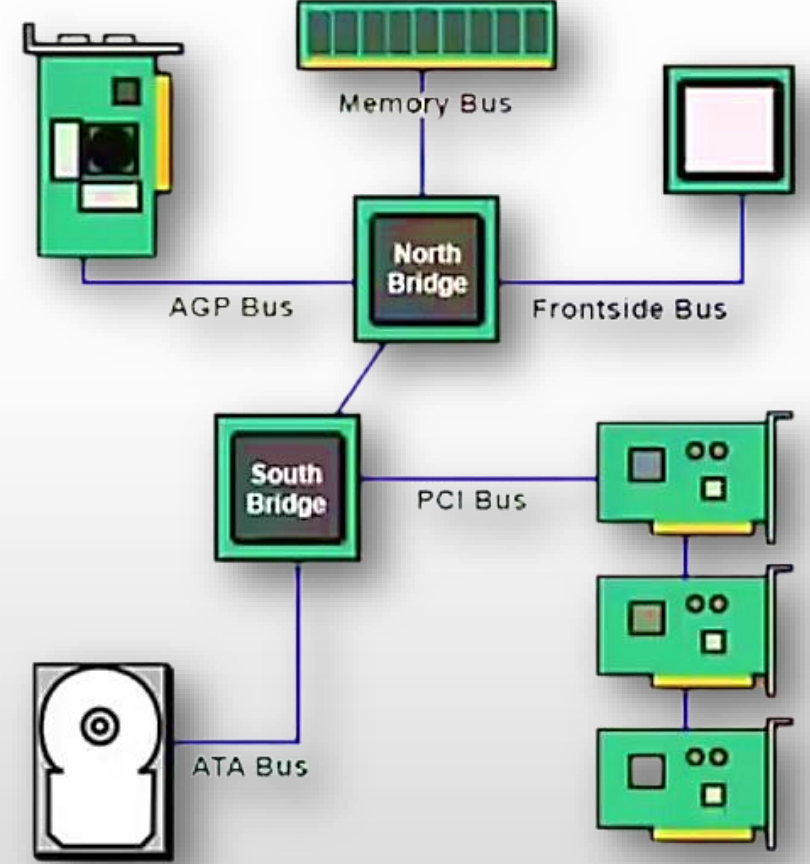 Memory Bus
North
Bridge
AGP Bus
Frontside Bus
South
Bridge
PCI Bus
ATA Bus